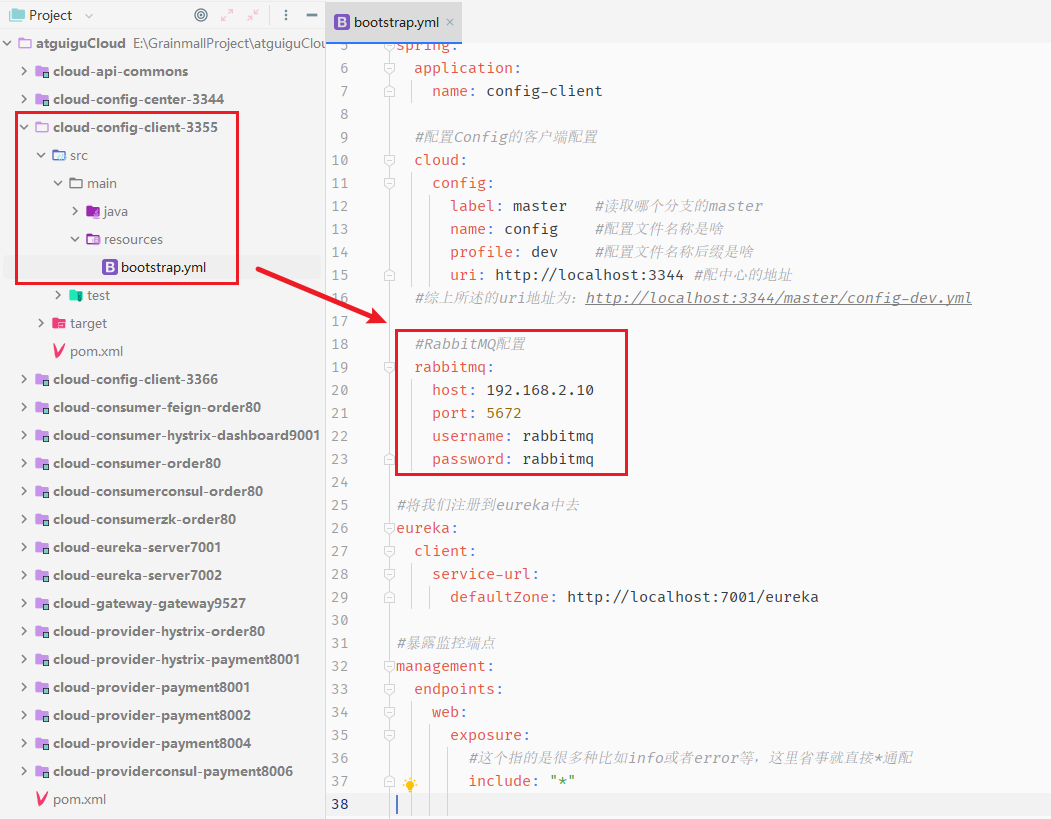 Project
atguiguCloud E:\GrainmallProject\atguiguClou
cloud-api-commons
cloud-config-center-3344
cloud-config-client-3355
src
main
java
resources
bootstrap.yml
test
target
pom.xml
cloud-config-client-3366
cloud-consumer-feign-order80
cloud-consumer-hystrix-dashboard9001
cloud-consumer-order80
cloud-consumerconsul-order80
cloud-consumerzk-order80
cloud-eureka-server7001
cloud-eureka-server7002
cloud-gateway-gateway9527
cloud-provider-hystrix-order80
cloud-provider-hystrix-payment8001
cloud-provider-payment8001
cloud-provider-payment8002
cloud-provider-payment8004
cloud-providerconsul-payment8006
pom.xml
bootstrap.yml
5 spring:
6 application:
7 name: config-client
8
9 #配置Config的客户端配置
10 cloud:
11 config:
12 label: master #读取哪个分支的master
13 name: config #配置文件名称是啥
14 profile: dev #配置文件名称后缀是啥
15 uri: http://localhost:3344 #配中心的地址
16 #综上所述的uri地址为：http://localhost:3344/master/config-dev.yml
17
18 #RabbitMQ配置
19 rabbitmq:
20 host: 192.168.2.10
21 port: 5672
22 username: rabbitmq
23 password: rabbitmq
24
25 #将我们注册到eureka中去
26 eureka:
27 client:
28 service-url:
29 defaultZone: http://localhost:7001/eureka
30
31 #暴露监控端点
32 management:
33 endpoints:
34 web:
35 exposure:
36 #这个指的是很多种比如info或者error等，这里省事就直接*通配
37 include: "*"
38